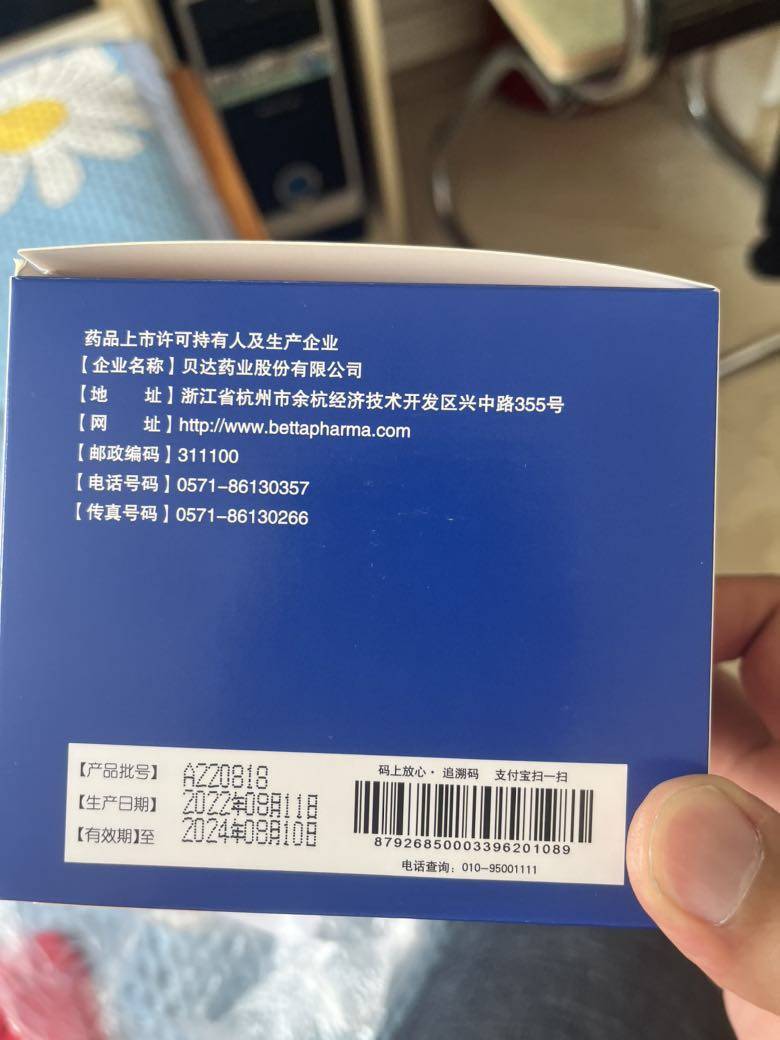 药品上市许可持有人及生产企业
【企业名称】贝达药业股份有限公司
【地 址】浙江省杭州市余杭经济技术开发区兴中路355号
【网 址】http://www.bettapharma.com
【邮政编码】311100
【电话号码】0571-86130357
【传真号码】0571-86130266
【产品批号】 A220818
【生产日期】 2022年08月11日
【有效期】至 2024年08月10日
码上放心·追溯码 支付宝扫一扫
87926850003396201089
电话查询：010-95001111